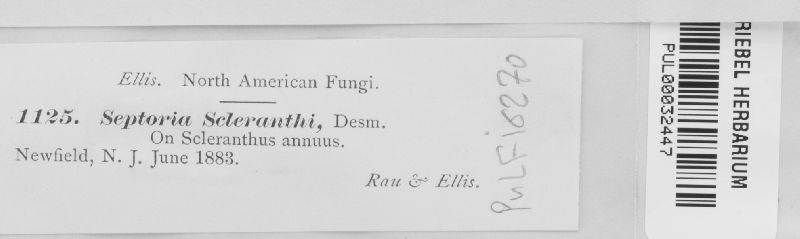 Ellis. North American Fungi.
1125. Septoria Scleranthi, Desm.
On Scleranthus annuus.
Newfield, N. J. June 1883.
Rau & Ellis.
PULF16270
RIEBEL HERBARIUM
PUL00032447